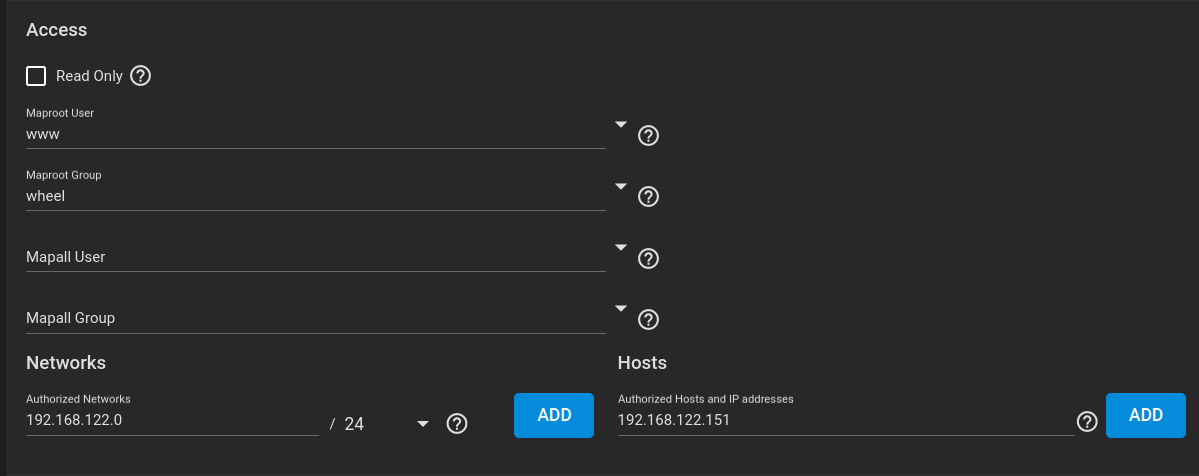 Access
Read Only
Maproot User
www
Maproot Group
wheel
Mapall User
Mapall Group
Networks
Hosts
Authorized Networks
192.168.122.0 / 24
ADD
Authorized Hosts and IP addresses
192.168.122.151
ADD